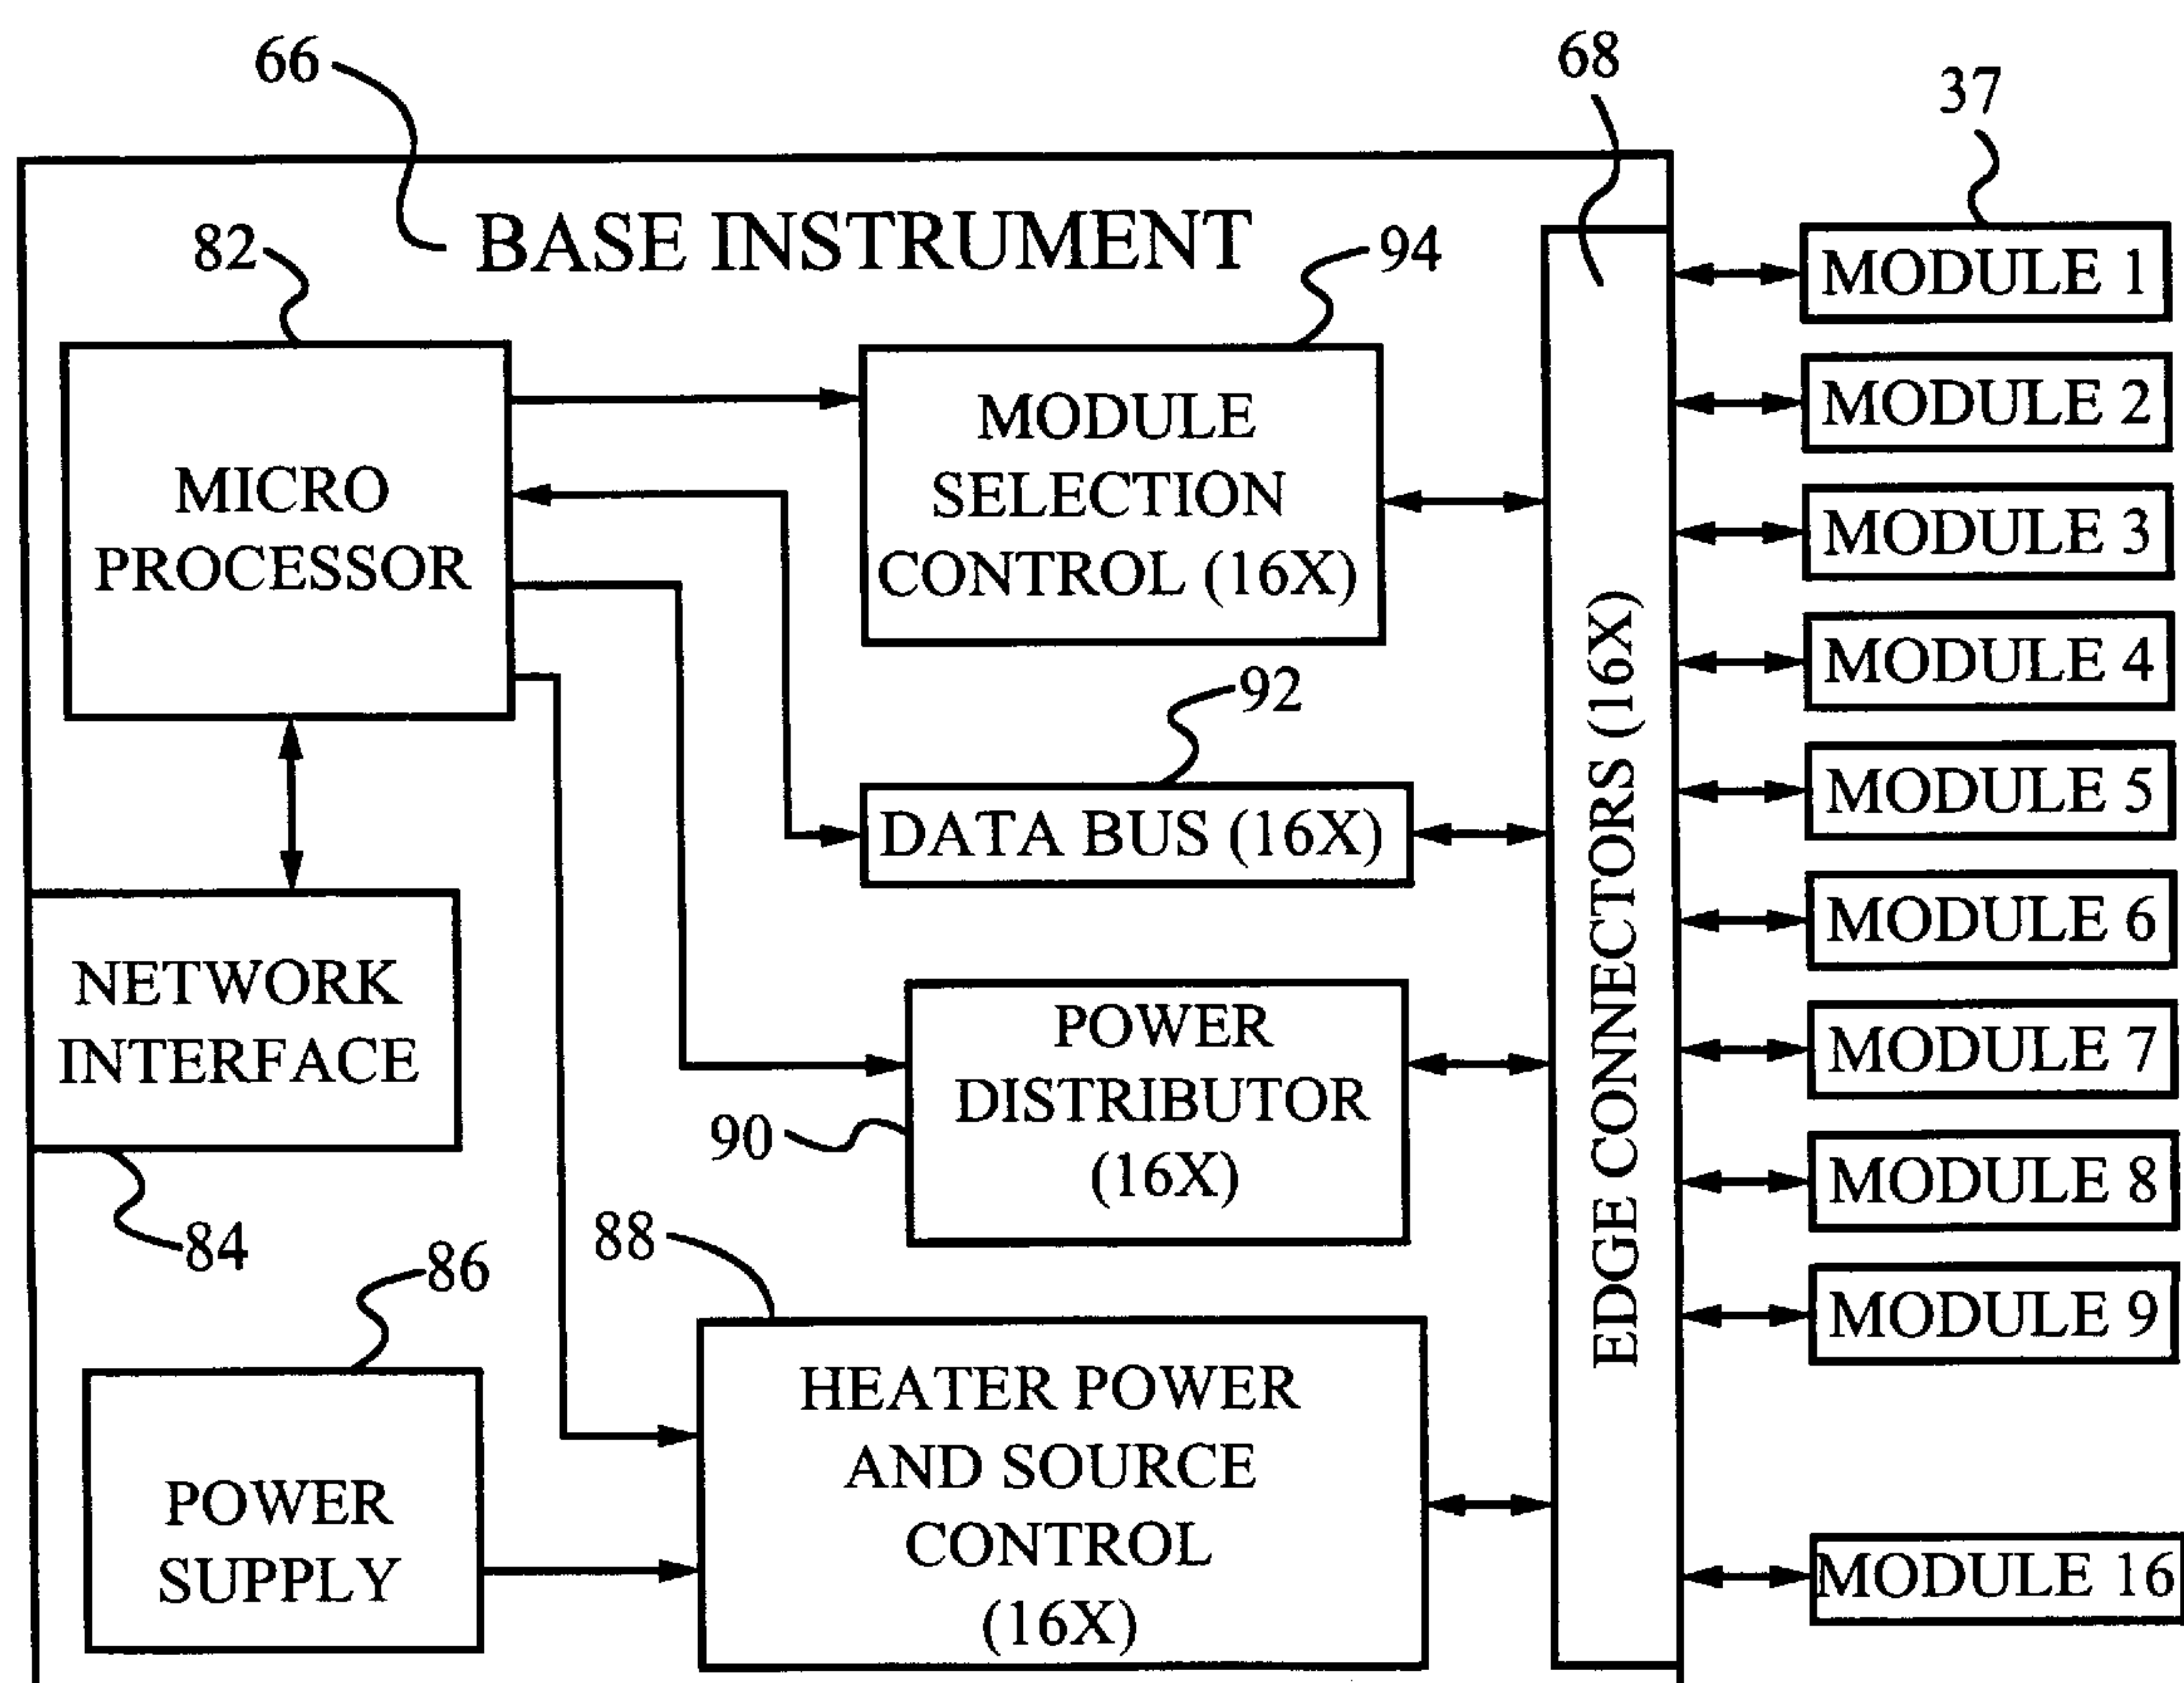 66
68
37
BASE INSTRUMENT
82
94
MODULE 1
MODULE 2
MODULE 3
MODULE 4
MODULE 5
MODULE 6
MODULE 7
MODULE 8
MODULE 9
MODULE 16
MICRO
PROCESSOR
MODULE
SELECTION
CONTROL (16X)
92
DATA BUS (16X)
EDGE CONNECTORS (16X)
NETWORK
INTERFACE
84
POWER
DISTRIBUTOR
(16X)
90
86
88
POWER
SUPPLY
HEATER POWER
AND SOURCE
CONTROL
(16X)